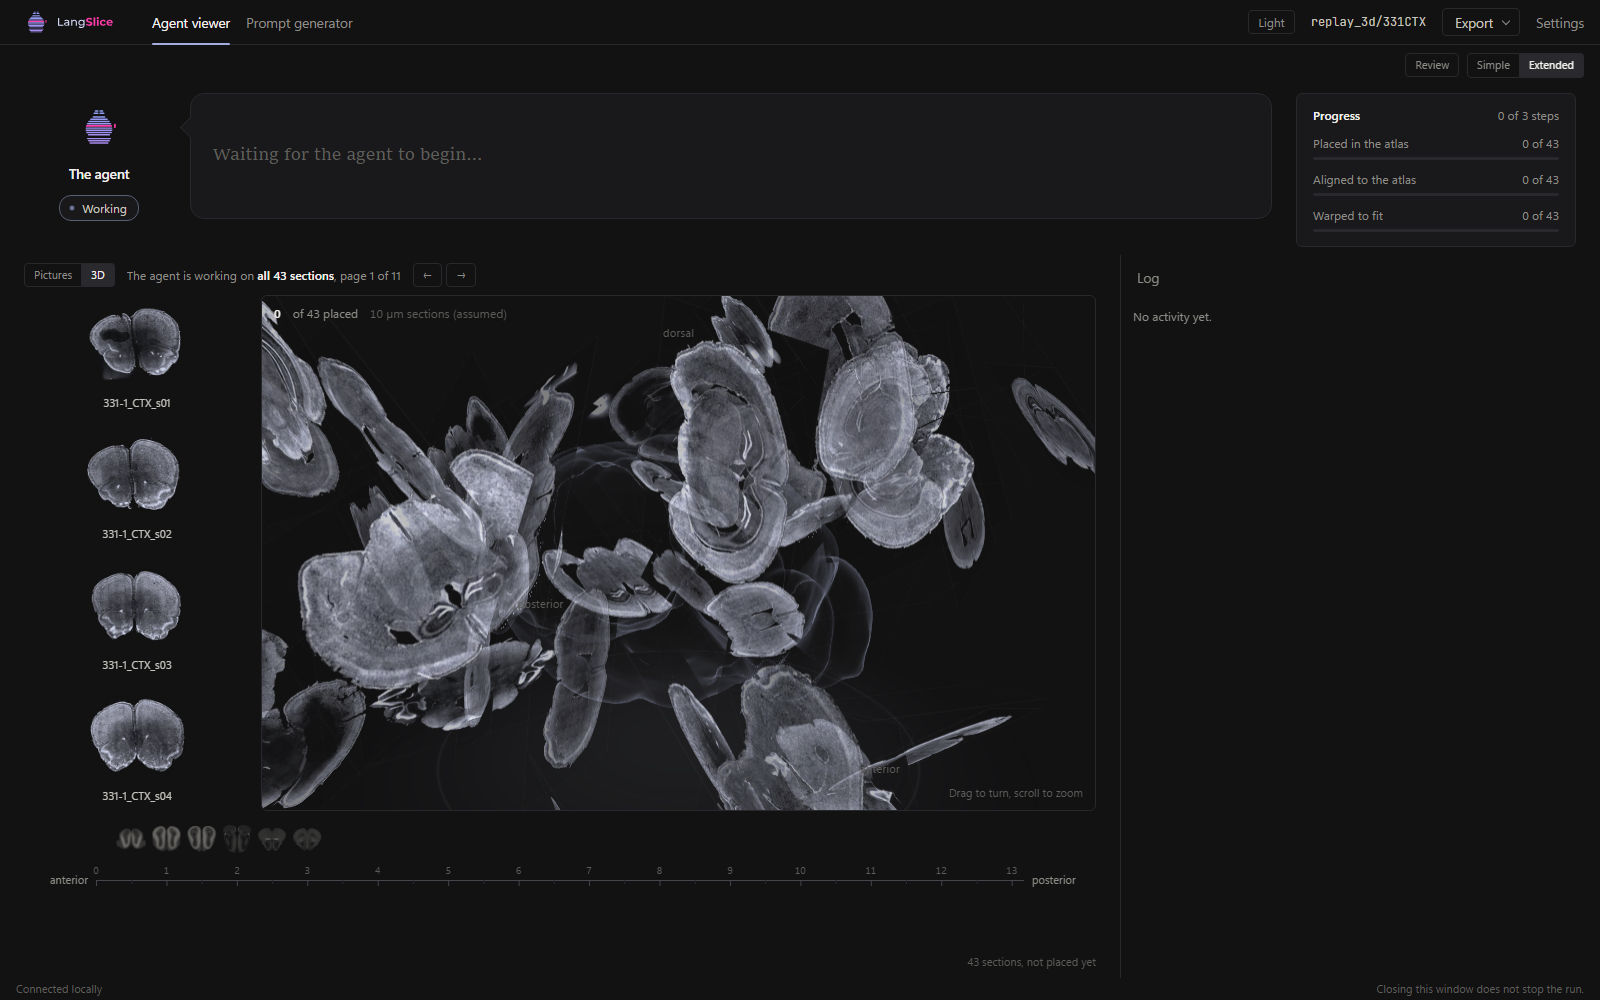 LangSlice
Agent viewer
Prompt generator
Light
replay_3d/331CTX
Export
Settings
Review
Simple
Extended
Waiting for the agent to begin...
The agent
Working
Progress
0 of 3 steps
Placed in the atlas
0 of 43
Aligned to the atlas
0 of 43
Warped to fit
0 of 43
Pictures
3D
The agent is working on all 43 sections, page 1 of 11
←
→
Log
No activity yet.
331-1_CTX_s01
331-1_CTX_s02
331-1_CTX_s03
331-1_CTX_s04
0 of 43 placed
10 µm sections (assumed)
dorsal
Drag to turn, scroll to zoom
0 1 2 3 4 5 6 7 8 9 10 11 12 13
anterior
posterior
43 sections, not placed yet
Connected locally
Closing this window does not stop the run.